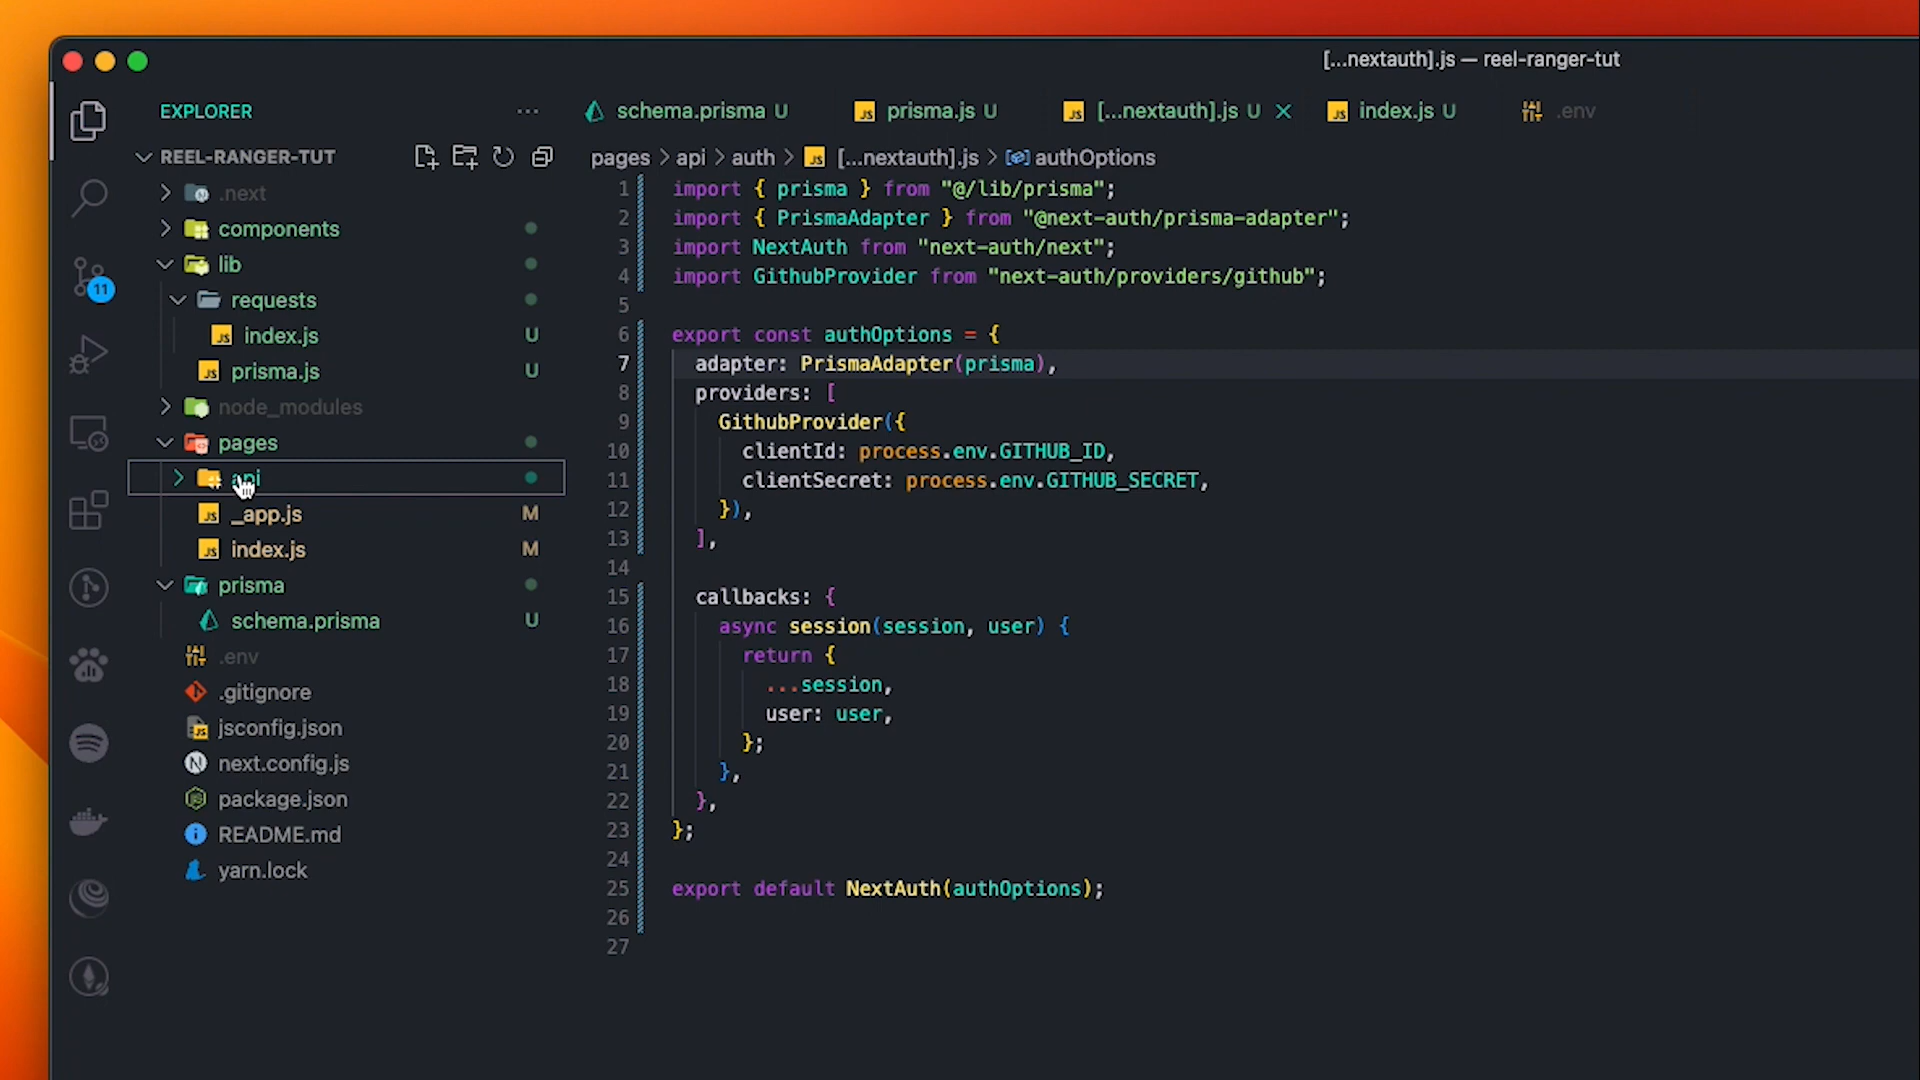 [...nextauth].js — reel-ranger-tut
EXPLORER
schema.prisma U
prisma.js U
[...nextauth].js U
index.js U
.env
REEL-RANGER-TUT
pages > api > auth > [...nextauth].js > authOptions
.next
components
lib
requests
index.js U
prisma.js U
node_modules
pages
api
_app.js M
index.js M
prisma
schema.prisma U
.env
.gitignore
jsconfig.json
next.config.js
package.json
README.md
yarn.lock
11
1 import { prisma } from "@/lib/prisma";
2 import { PrismaAdapter } from "@next-auth/prisma-adapter";
3 import NextAuth from "next-auth/next";
4 import GithubProvider from "next-auth/providers/github";
5
6 export const authOptions = {
7 adapter: PrismaAdapter(prisma),
8 providers: [
9 GithubProvider({
10 clientId: process.env.GITHUB_ID,
11 clientSecret: process.env.GITHUB_SECRET,
12 }),
13 ],
14
15 callbacks: {
16 async session(session, user) {
17 return {
18 ...session,
19 user: user,
20 };
21 },
22 },
23 };
24
25 export default NextAuth(authOptions);
26
27